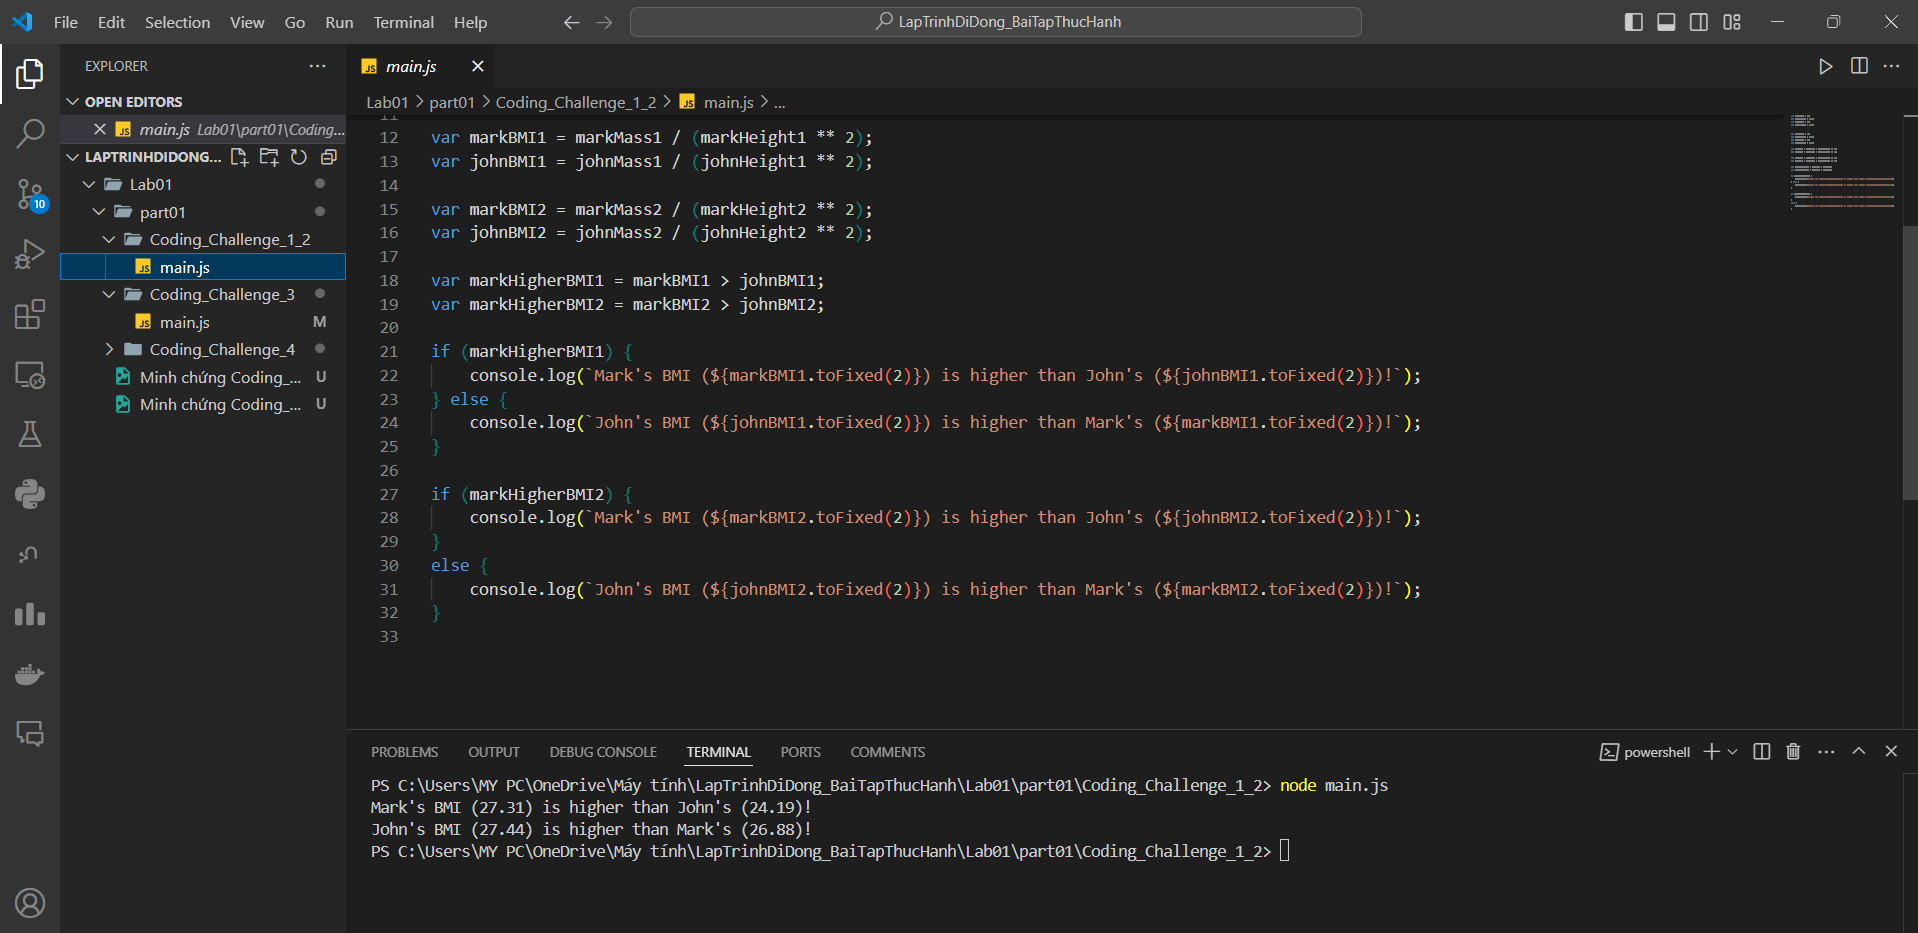 File Edit Selection View Go Run Terminal Help
LapTrinhDiDong_BaiTapThucHanh
EXPLORER
OPEN EDITORS
main.js Lab01\part01\Coding...
LAPTRINHDIDONG...
Lab01
part01
Coding_Challenge_1_2
main.js
Coding_Challenge_3
main.js M
Coding_Challenge_4
Minh chứng Coding_... U
Minh chứng Coding_... U
10
main.js
Lab01 > part01 > Coding_Challenge_1_2 > JS main.js > ...
11
12 var markBMI1 = markMass1 / (markHeight1 ** 2);
13 var johnBMI1 = johnMass1 / (johnHeight1 ** 2);
14
15 var markBMI2 = markMass2 / (markHeight2 ** 2);
16 var johnBMI2 = johnMass2 / (johnHeight2 ** 2);
17
18 var markHigherBMI1 = markBMI1 > johnBMI1;
19 var markHigherBMI2 = markBMI2 > johnBMI2;
20
21 if (markHigherBMI1) {
22 console.log(`Mark's BMI (${markBMI1.toFixed(2)}) is higher than John's (${johnBMI1.toFixed(2)})!`);
23 } else {
24 console.log(`John's BMI (${johnBMI1.toFixed(2)}) is higher than Mark's (${markBMI1.toFixed(2)})!`);
25 }
26
27 if (markHigherBMI2) {
28 console.log(`Mark's BMI (${markBMI2.toFixed(2)}) is higher than John's (${johnBMI2.toFixed(2)})!`);
29 }
30 else {
31 console.log(`John's BMI (${johnBMI2.toFixed(2)}) is higher than Mark's (${markBMI2.toFixed(2)})!`);
32 }
33
PROBLEMS OUTPUT DEBUG CONSOLE TERMINAL PORTS COMMENTS
powershell
PS C:\Users\MY PC\OneDrive\Máy tính\LapTrinhDiDong_BaiTapThucHanh\Lab01\part01\Coding_Challenge_1_2> node main.js
Mark's BMI (27.31) is higher than John's (24.19)!
John's BMI (27.44) is higher than Mark's (26.88)!
PS C:\Users\MY PC\OneDrive\Máy tính\LapTrinhDiDong_BaiTapThucHanh\Lab01\part01\Coding_Challenge_1_2>